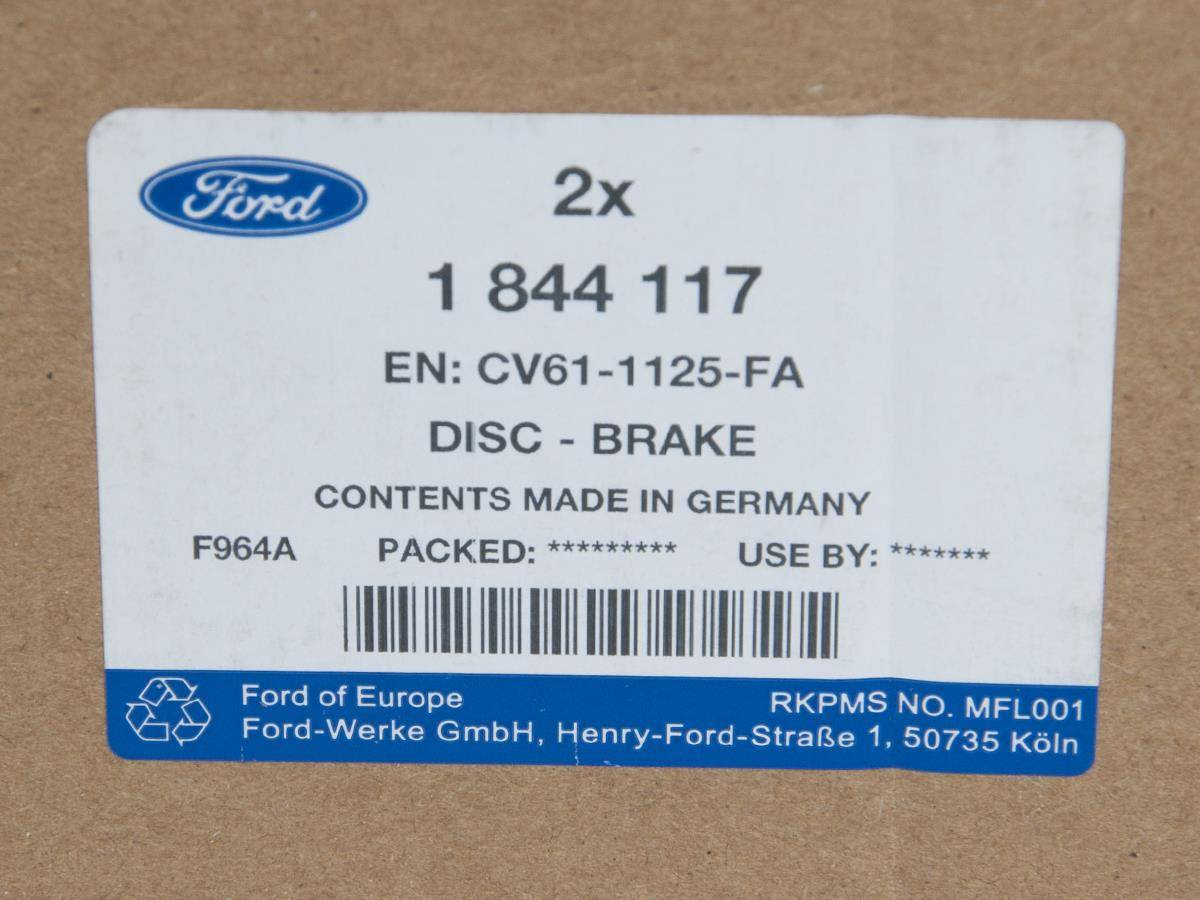 Ford
2x
1 844 117
EN: CV61-1125-FA
DISC - BRAKE
CONTENTS MADE IN GERMANY
F964A PACKED: ********* USE BY: *******
Ford of Europe RKPMS NO. MFL001
Ford-Werke GmbH, Henry-Ford-Straße 1, 50735 Köln